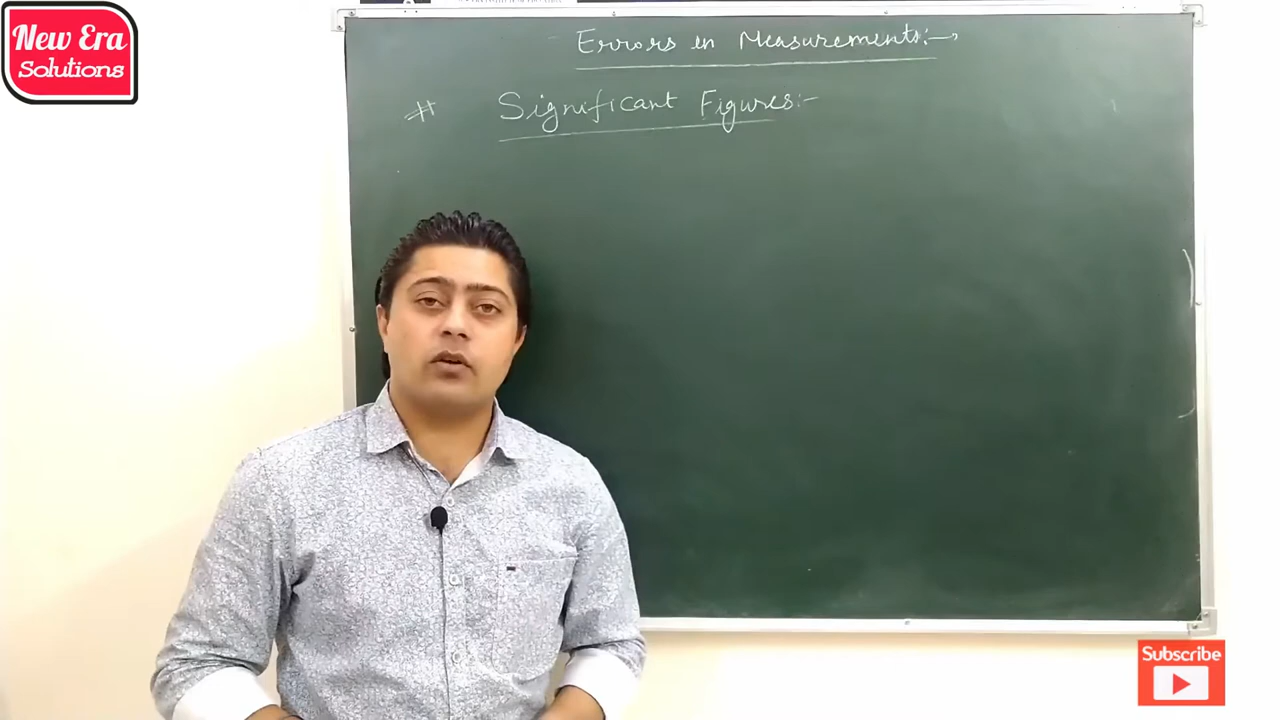 New Era
Solutions
Errors in Measurements:-
# Significant Figures:-
Subscribe